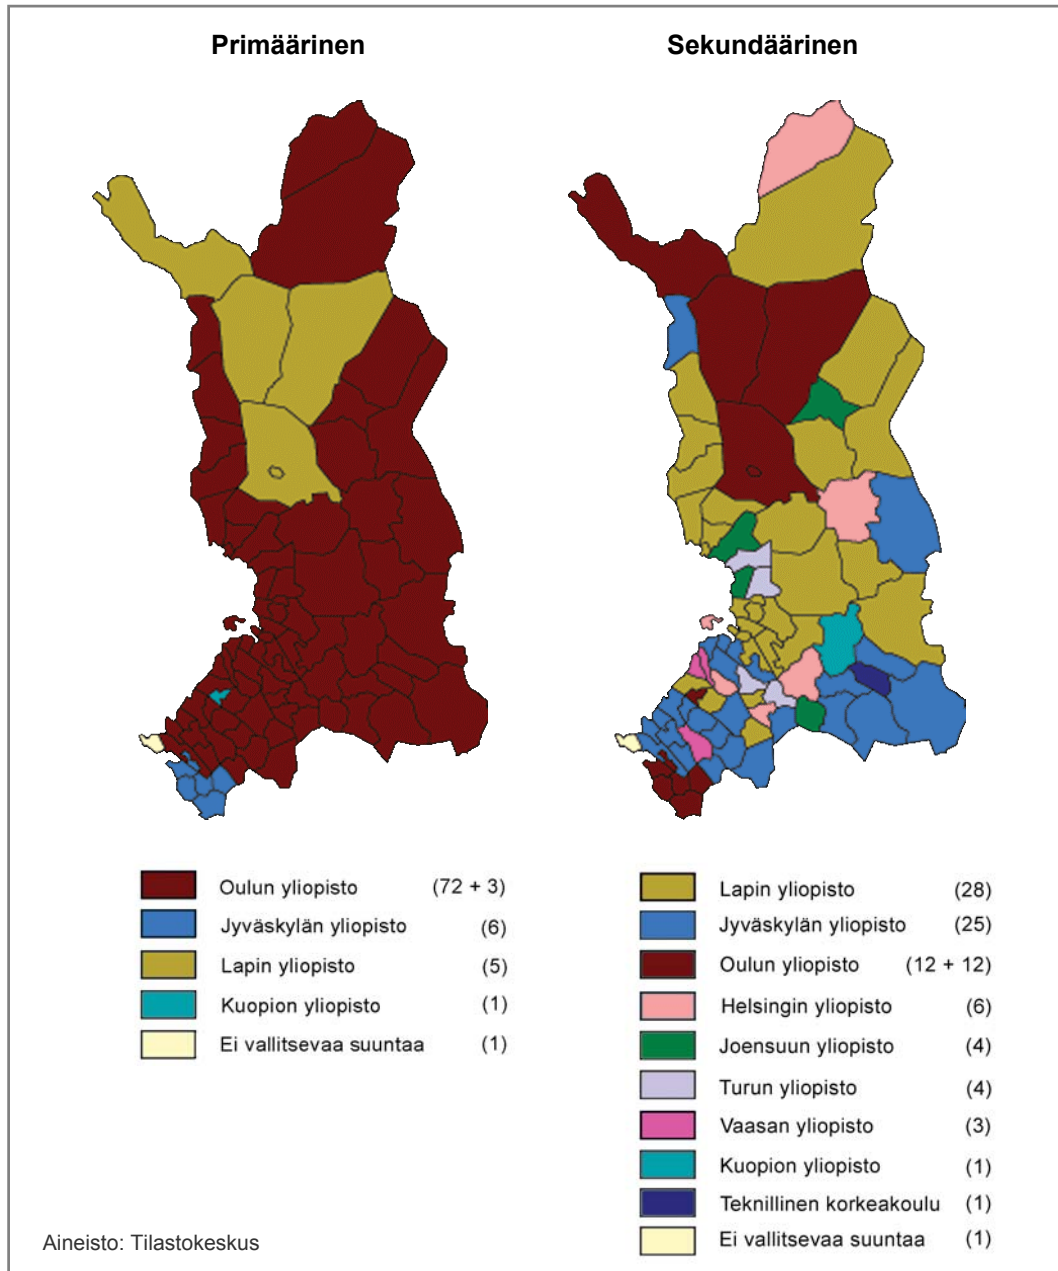 Primäärinen
Sekundäärinen
Oulun yliopisto (72 + 3)
Jyväskylän yliopisto (6)
Lapin yliopisto (5)
Kuopion yliopisto (1)
Ei vallitsevaa suuntaa (1)
Lapin yliopisto (28)
Jyväskylän yliopisto (25)
Oulun yliopisto (12 + 12)
Helsingin yliopisto (6)
Joensuun yliopisto (4)
Turun yliopisto (4)
Vaasan yliopisto (3)
Kuopion yliopisto (1)
Teknillinen korkeakoulu (1)
Ei vallitsevaa suuntaa (1)
Aineisto: Tilastokeskus